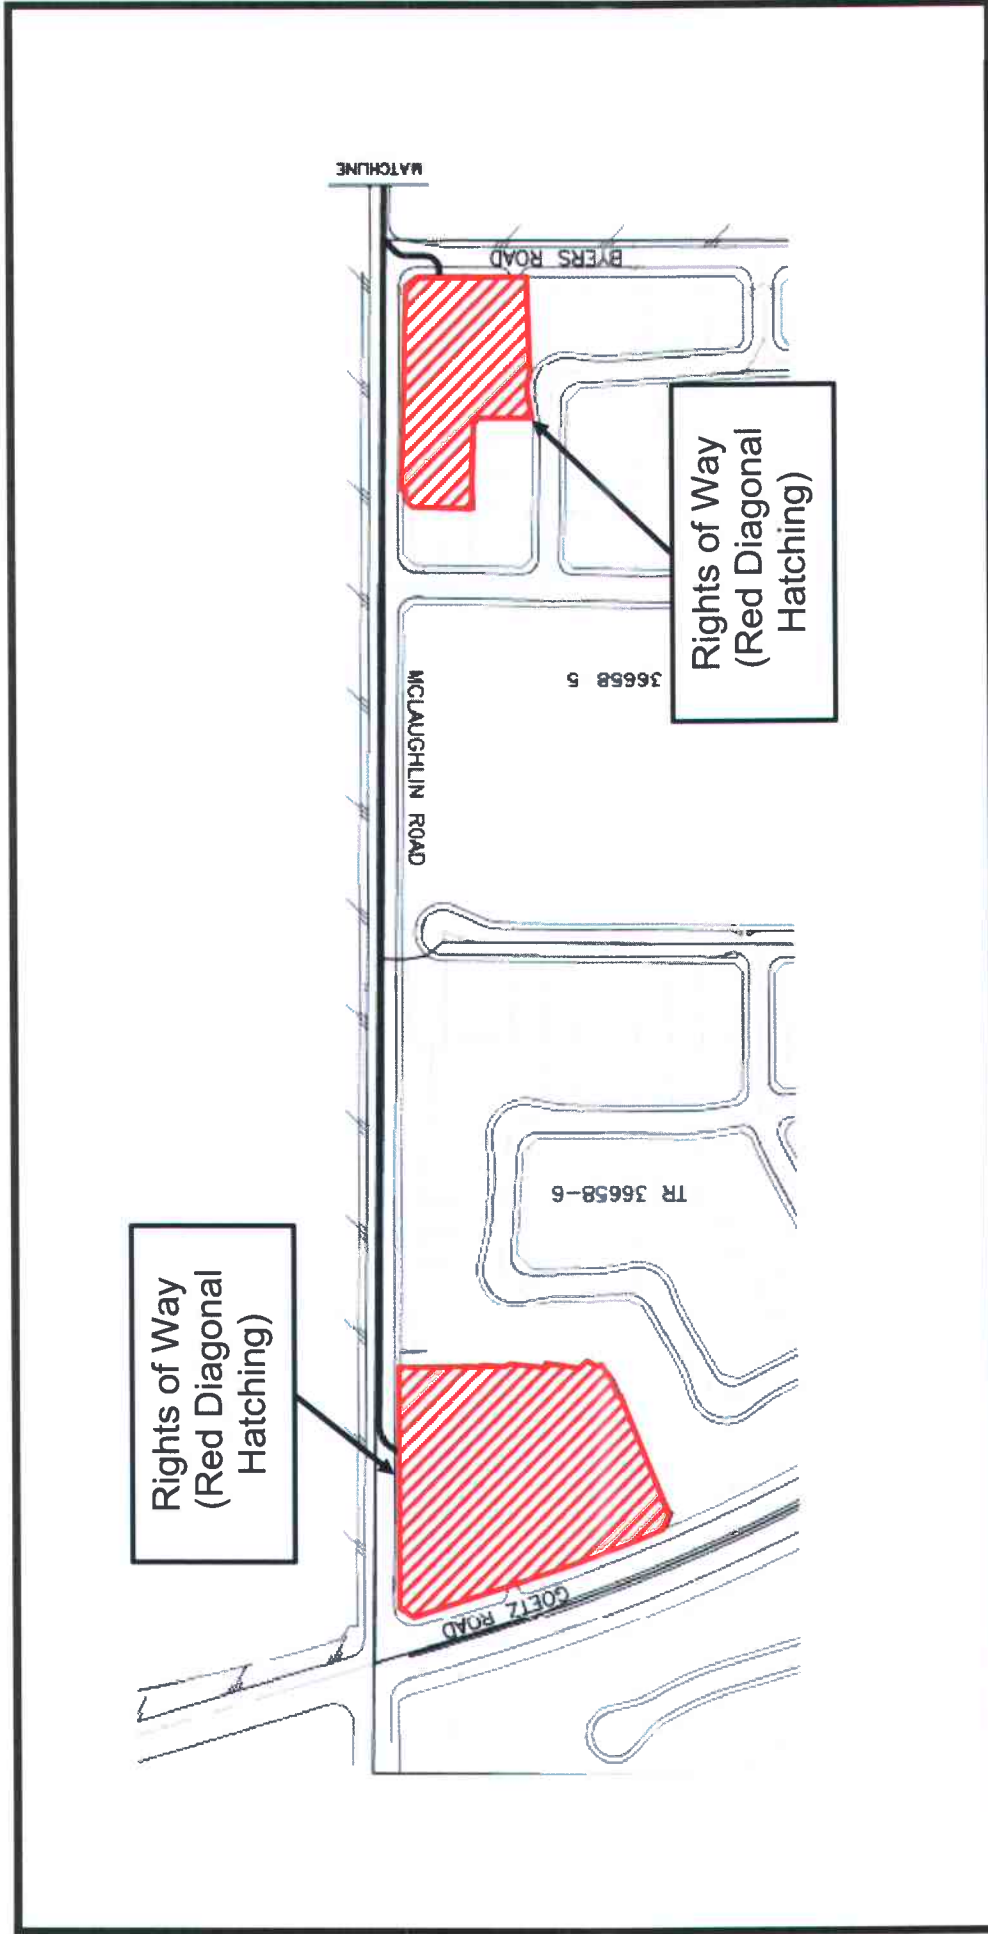 Rights of Way
(Red Diagonal
Hatching)
GOETZ ROAD
TR 36658-6
MCLAUGHLIN ROAD
36658 5
Rights of Way
(Red Diagonal
Hatching)
BYERS ROAD
MATCHLINE